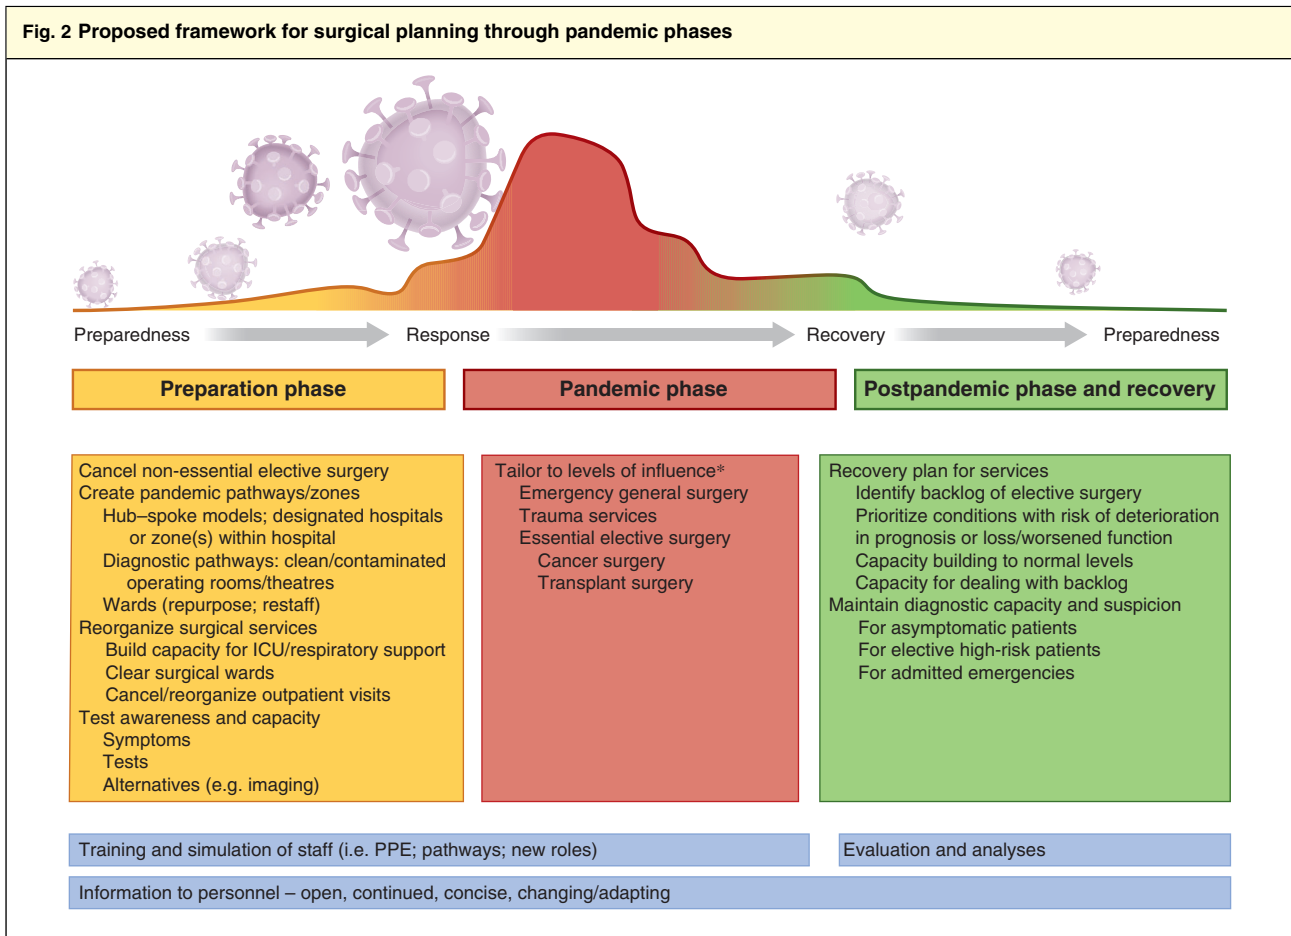 Fig. 2 Proposed framework for surgical planning through pandemic phases
Preparedness
Response
Recovery
Preparedness
Preparation phase
Pandemic phase
Postpandemic phase and recovery
Cancel non-essential elective surgery
Create pandemic pathways/zones
Hub–spoke models; designated hospitals
or zone(s) within hospital
Diagnostic pathways: clean/contaminated
operating rooms/theatres
Wards (repurpose; restaff)
Reorganize surgical services
Build capacity for ICU/respiratory support
Clear surgical wards
Cancel/reorganize outpatient visits
Test awareness and capacity
Symptoms
Tests
Alternatives (e.g. imaging)
Tailor to levels of influence*
Emergency general surgery
Trauma services
Essential elective surgery
Cancer surgery
Transplant surgery
Recovery plan for services
Identify backlog of elective surgery
Prioritize conditions with risk of deterioration
in prognosis or loss/worsened function
Capacity building to normal levels
Capacity for dealing with backlog
Maintain diagnostic capacity and suspicion
For asymptomatic patients
For elective high-risk patients
For admitted emergencies
Training and simulation of staff (i.e. PPE; pathways; new roles)
Evaluation and analyses
Information to personnel – open, continued, concise, changing/adapting